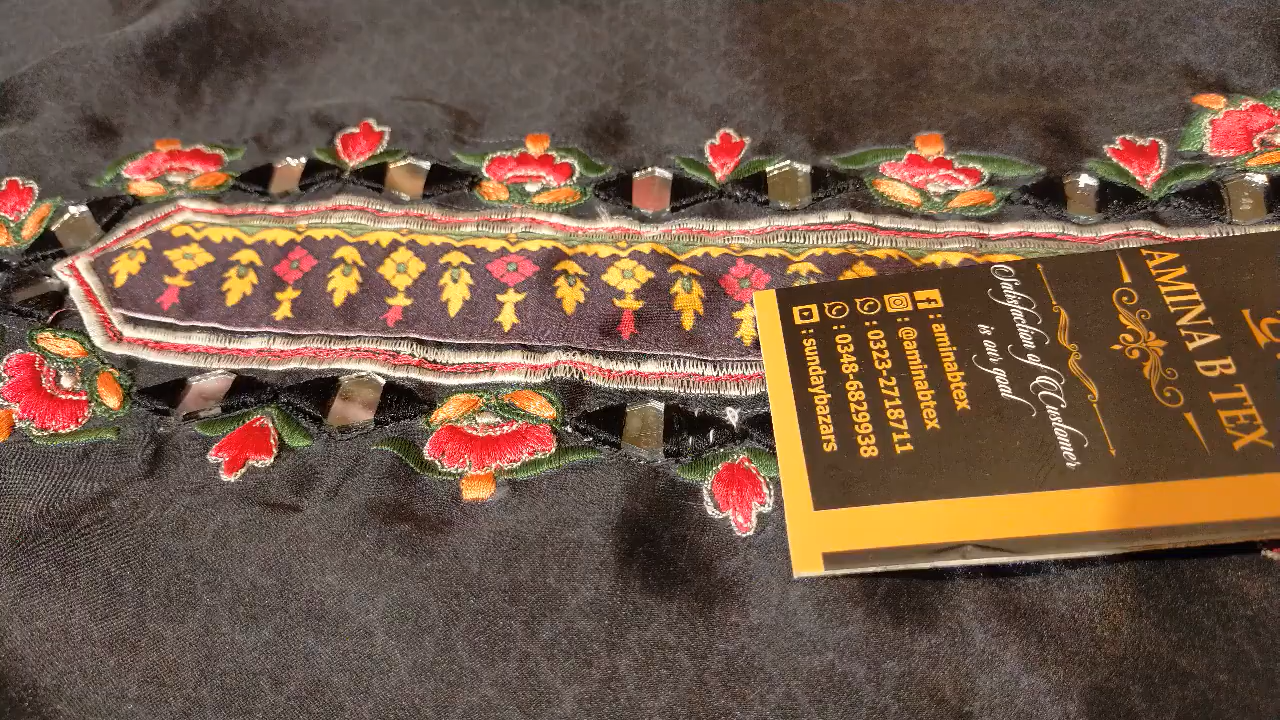 AMINA B TEX
Satisfaction of Customer
is our goal
: aminabtex
: @aminabtex
: 0323-2718711
: 0348-6829938
: sundaybazars